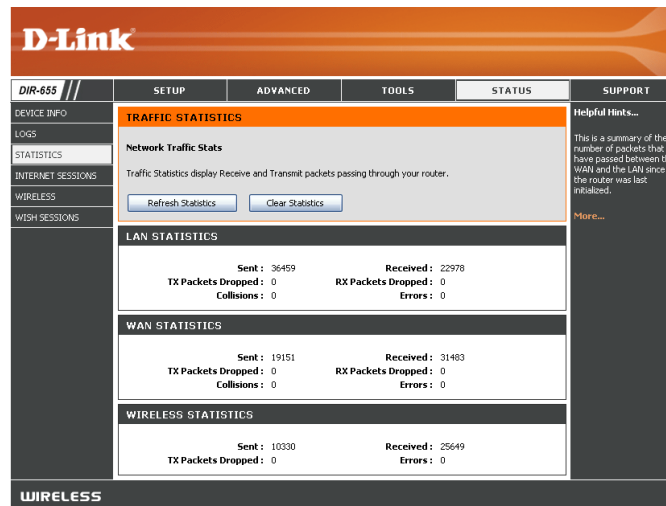 D-Link
DIR-655 // SETUP ADVANCED TOOLS STATUS SUPPORT
DEVICE INFO
LOGS
STATISTICS
INTERNET SESSIONS
WIRELESS
WISH SESSIONS
TRAFFIC STATISTICS
Network Traffic Stats
Traffic Statistics display Receive and Transmit packets passing through your router.
Refresh Statistics Clear Statistics
LAN STATISTICS
Sent : 36459 Received : 22978
TX Packets Dropped : 0 RX Packets Dropped : 0
Collisions : 0 Errors : 0
WAN STATISTICS
Sent : 19151 Received : 31483
TX Packets Dropped : 0 RX Packets Dropped : 0
Collisions : 0 Errors : 0
WIRELESS STATISTICS
Sent : 10330 Received : 25649
TX Packets Dropped : 0 Errors : 0
Helpful Hints...
This is a summary of the
number of packets that
have passed between
WAN and the LAN since
the router was last
initialized.
More...
WIRELESS